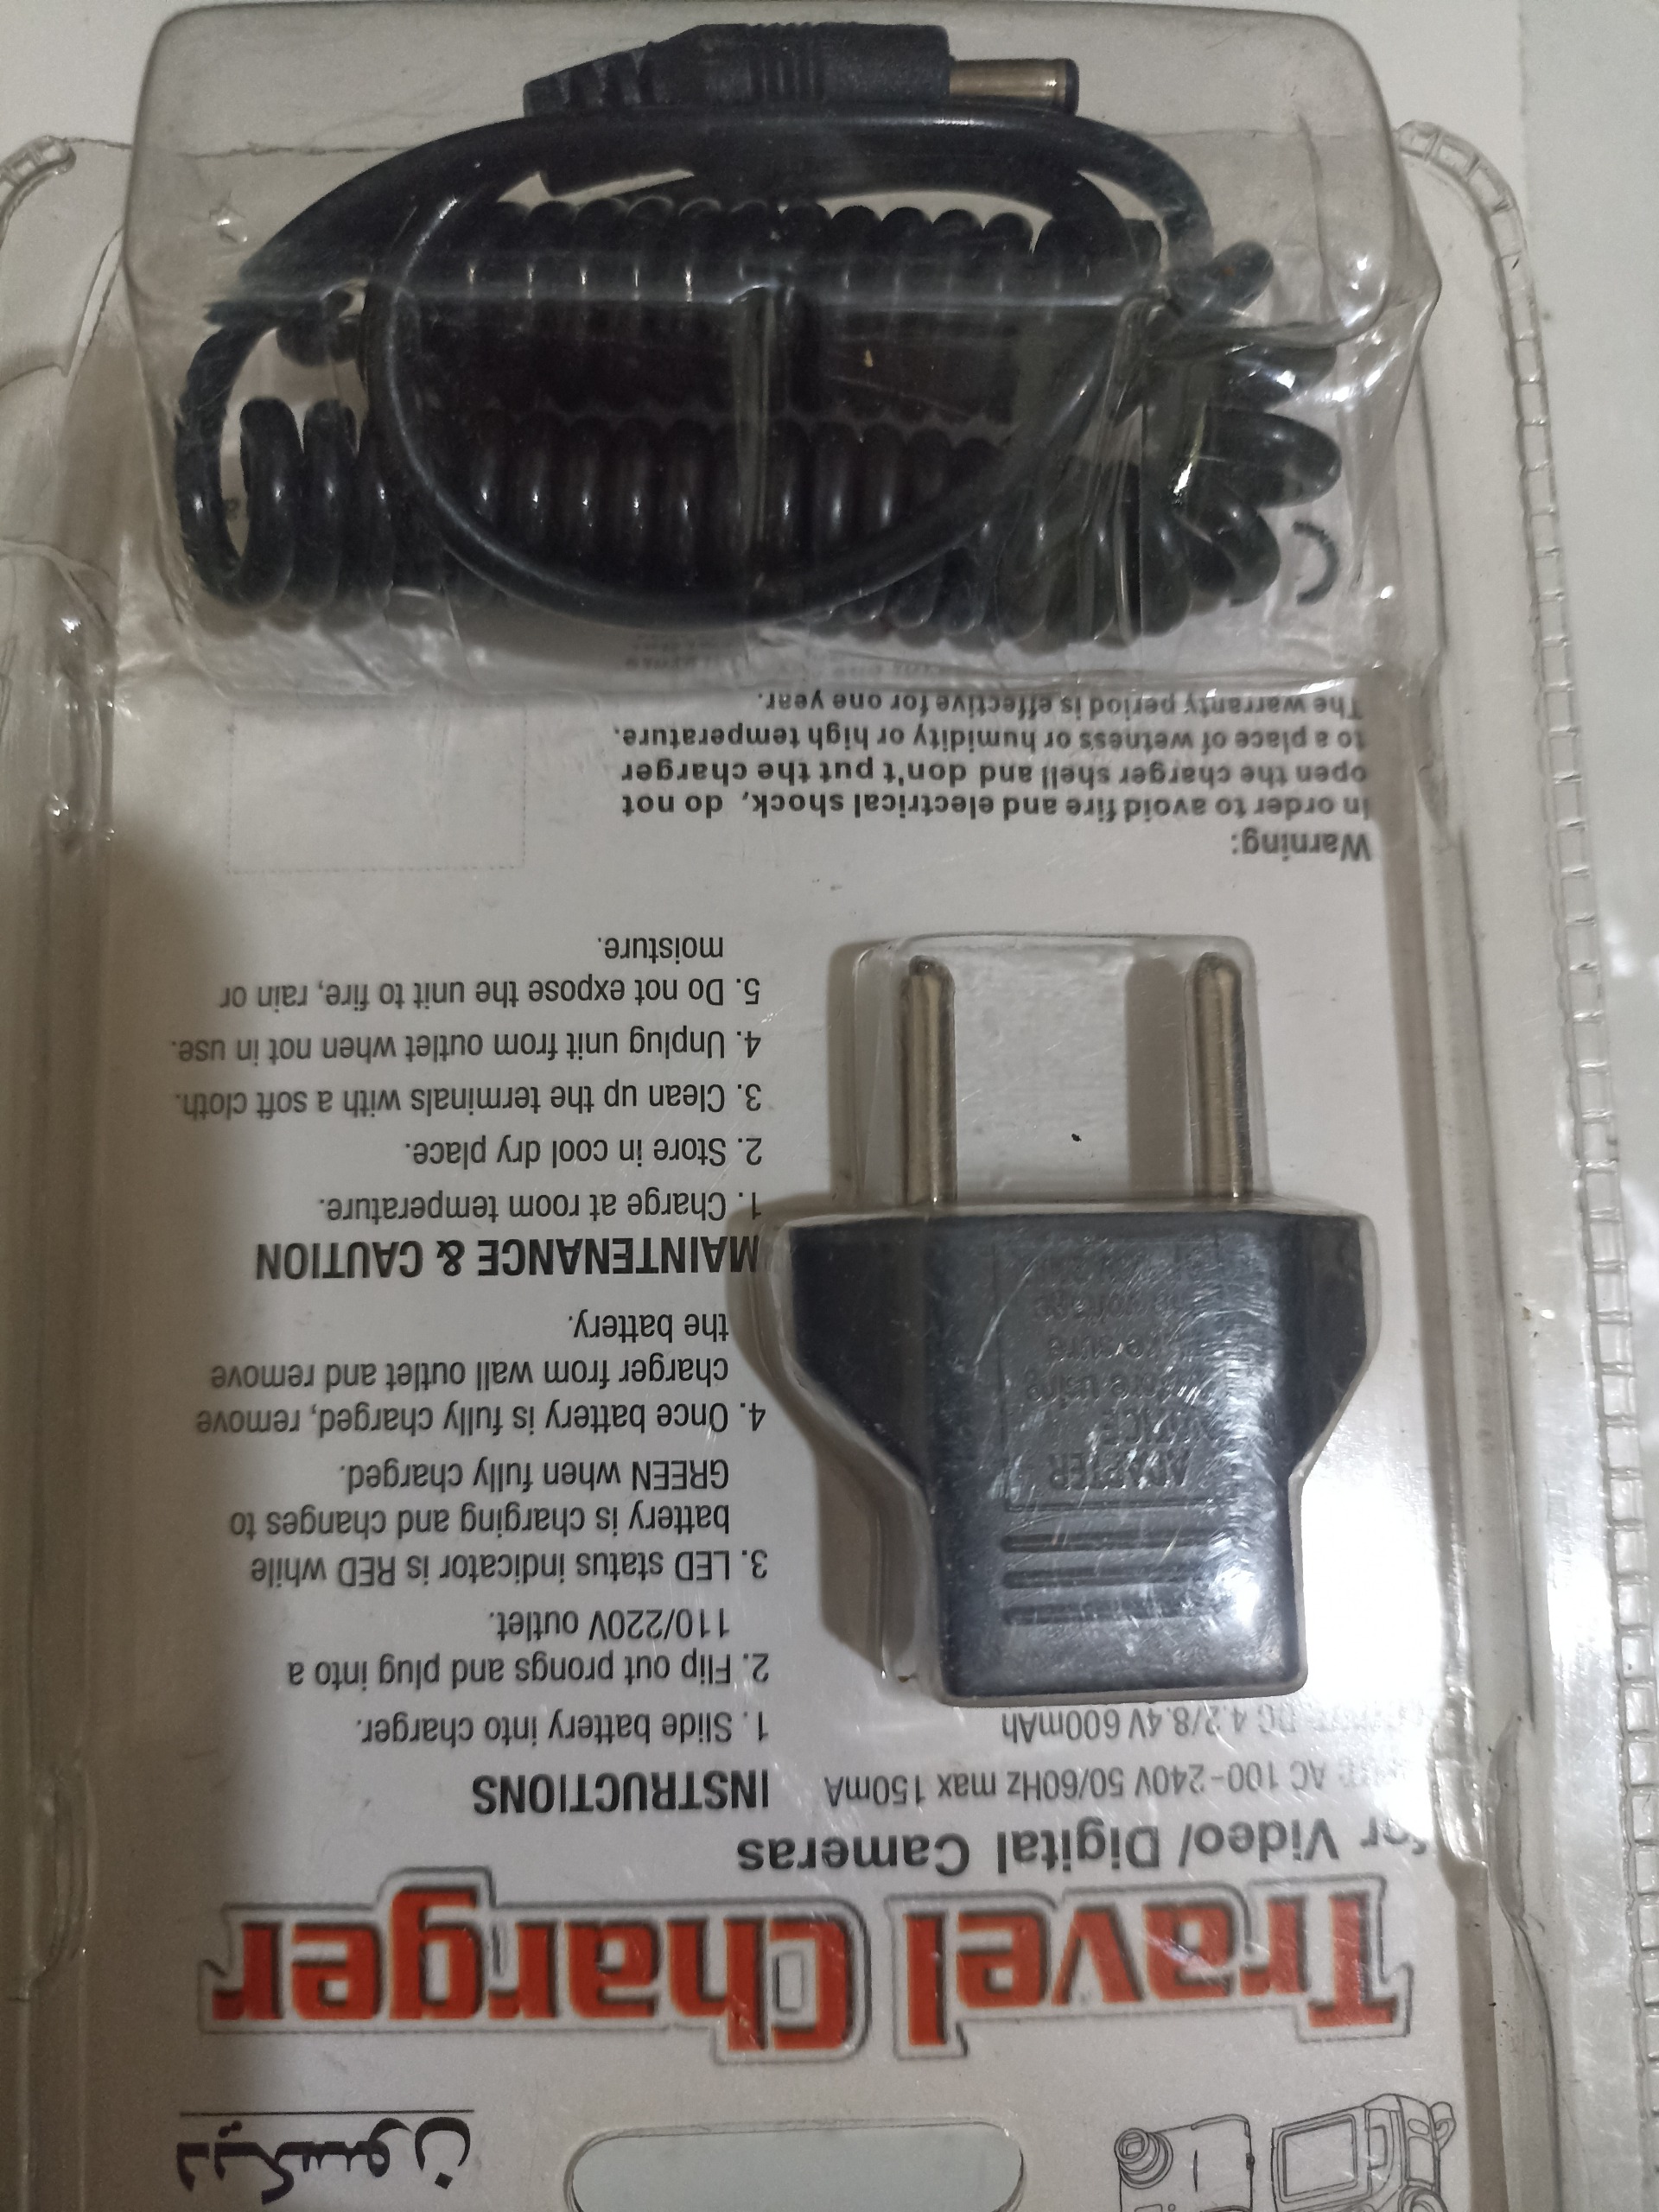 ديكسون
Travel Charger
for Video/ Digital Cameras
AC 100-240V 50/60Hz max 150mA
DC 4.2/8.4V 600mAh
INSTRUCTIONS
1. Slide battery into charger.
2. Flip out prongs and plug into a
110/220V outlet.
3. LED status indicator is RED while
battery is charging and changes to
GREEN when fully charged.
4. Once battery is fully charged, remove
charger from wall outlet and remove
the battery.
MAINTENANCE & CAUTION
1. Charge at room temperature.
2. Store in cool dry place.
3. Clean up the terminals with a soft cloth.
4. Unplug unit from outlet when not in use.
5. Do not expose the unit to fire, rain or
moisture.
ADAPTER
Warning:
In order to avoid fire and electrical shock, do not
open the charger shell and don't put the charger
to a place of wetness or humidity or high temperature.
The warranty period is effective for one year.